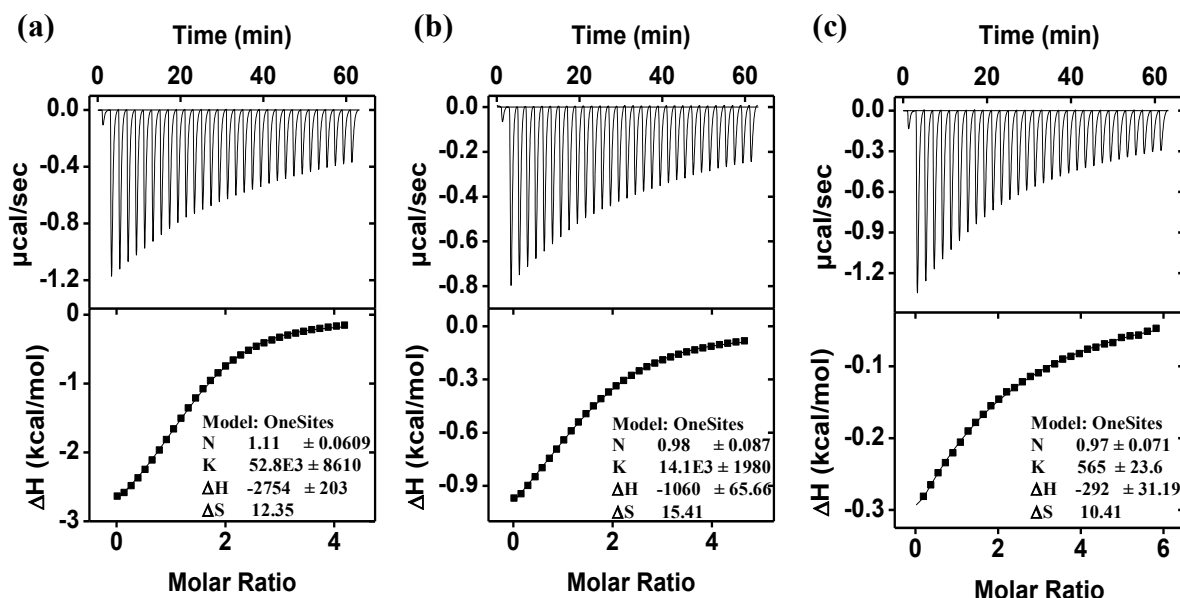 (a)
Time (min)
0 20 40 60
0.0
-0.4
-0.8
-1.2
µcal/sec
0
-1
-2
-3
ΔH (kcal/mol)
Model: OneSites
N 1.11 ± 0.0609
K 52.8E3 ± 8610
ΔH -2754 ± 203
ΔS 12.35
0 2 4
Molar Ratio
(b)
Time (min)
0 20 40 60
0.0
-0.2
-0.4
-0.6
-0.8
µcal/sec
0.0
-0.3
-0.6
-0.9
ΔH (kcal/mol)
Model: OneSites
N 0.98 ± 0.087
K 14.1E3 ± 1980
ΔH -1060 ± 65.66
ΔS 15.41
0 2 4
Molar Ratio
(c)
Time (min)
0 20 40 60
0.0
-0.3
-0.6
-0.9
-1.2
µcal/sec
-0.1
-0.2
-0.3
ΔH (kcal/mol)
Model: OneSites
N 0.97 ± 0.071
K 565 ± 23.6
ΔH -292 ± 31.19
ΔS 10.41
0 2 4 6
Molar Ratio